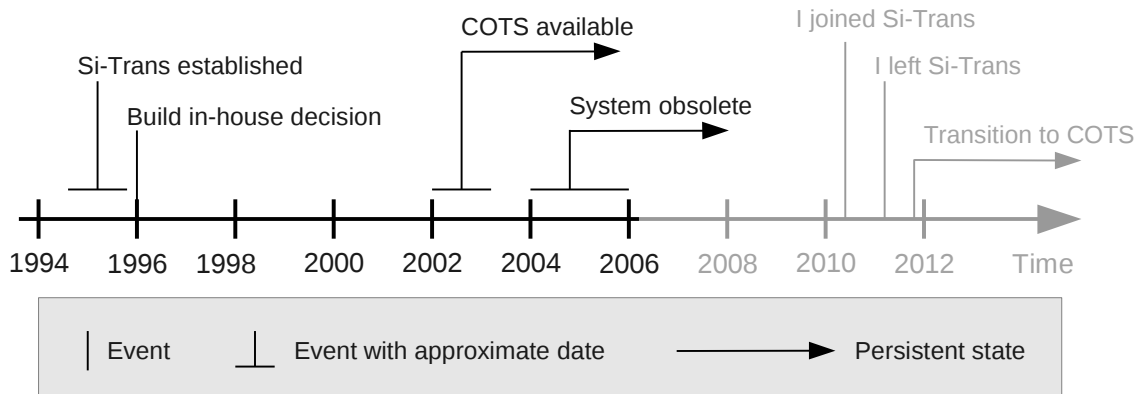 I joined Si-Trans
COTS available
Si-Trans established
I left Si-Trans
Build in-house decision
System obsolete
Transition to COTS
1994 1996 1998 2000 2002 2004 2006 2008 2010 2012 Time
Event Event with approximate date Persistent state